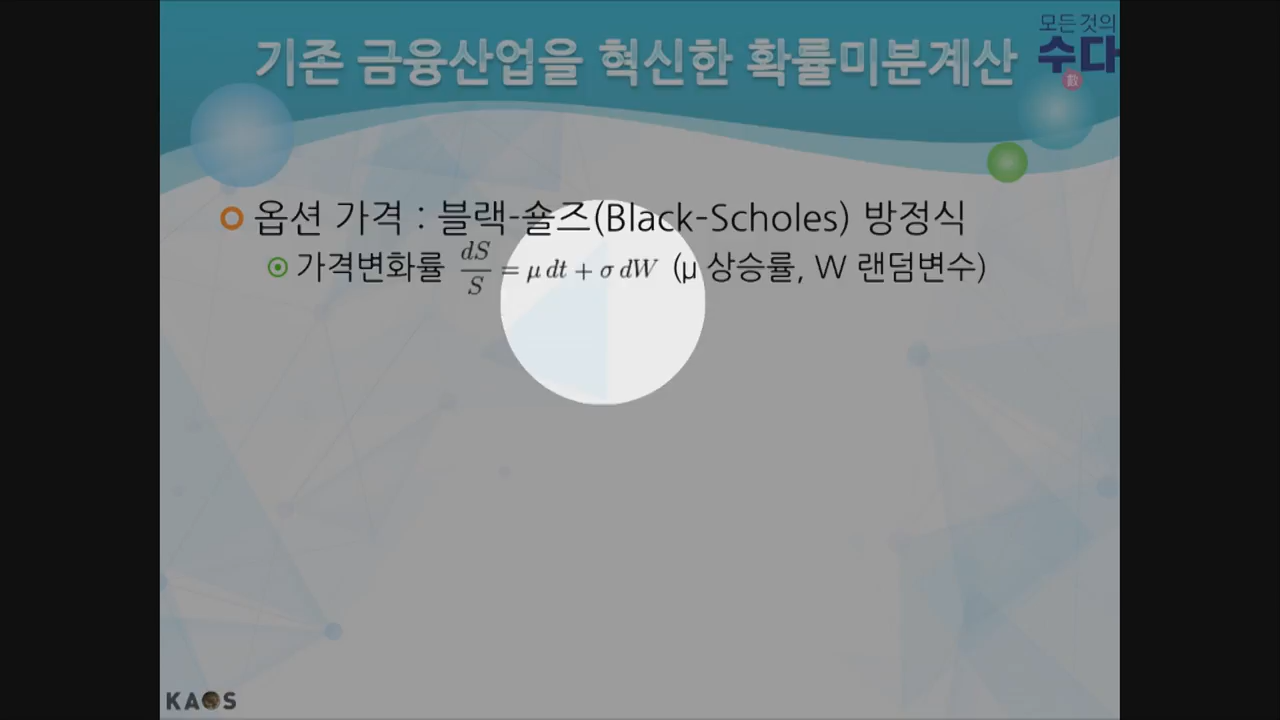 모든 것의
수다
數
기존 금융산업을 혁신한 확률미분계산
옵션 가격 : 블랙-숄즈(Black-Scholes) 방정식
가격변화율 dS/S = μ dt + σ dW (μ 상승률, W 랜덤변수)
KAOS